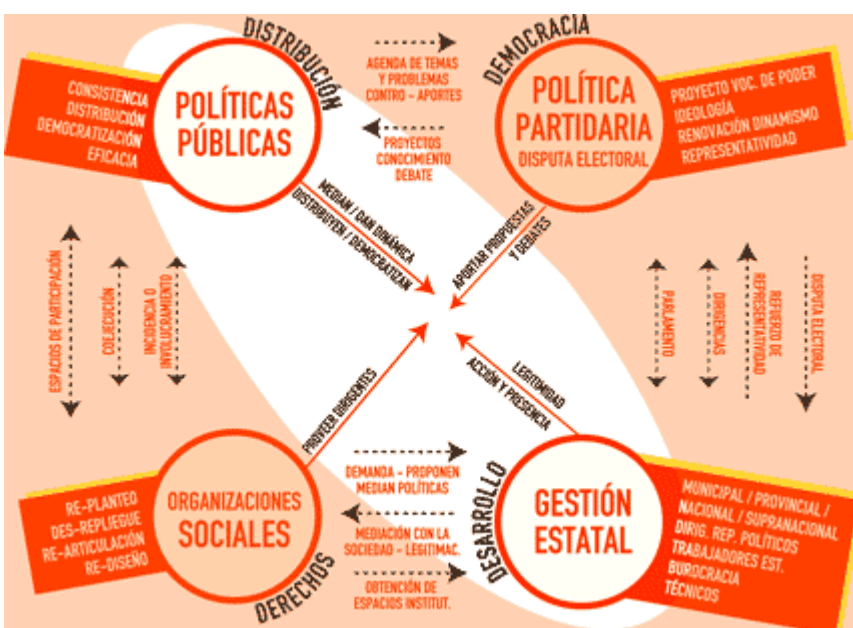 DISTRIBUCIÓN
CONSISTENCIA
DISTRIBUCIÓN
DEMOCRATIZACIÓN
EFICACIA
POLÍTICAS
PÚBLICAS
AGENDA DE TEMAS
Y PROBLEMAS
CONTRO - APORTES
PROYECTOS
CONOCIMIENTO
DEBATE
DEMOCRACIA
POLÍTICA
PARTIDARIA
DISPUTA ELECTORAL
PROYECTO VOC. DE PODER
IDEOLOGÍA
RENOVACIÓN DINAMISMO
REPRESENTATIVIDAD
MEDIAN / DAN DINÁMICA
DISTRIBUYEN / DEMOCRATIZAN
APORTAR PROPUESTAS
Y DEBATES
ESPACIOS DE PARTICIPACIÓN
COEJECUCIÓN
INCIDENCIA O
INVOLUCRAMIENTO
PARLAMENTO
DIRIGENCIAS
REFUERZO DE
REPRESENTATIVIDAD
DISPUTA ELECTORAL
PROVEER DIRIGENTES
LEGITIMIDAD
ACCIÓN Y PRESENCIA
RE-PLANTEO
DES-REPLIEGUE
RE-ARTICULACIÓN
RE-DISEÑO
ORGANIZACIONES
SOCIALES
DERECHOS
DEMANDA - PROPONEN
MEDIAN POLÍTICAS
MEDIACIÓN CON LA
SOCIEDAD - LEGITIMAC.
OBTENCIÓN DE
ESPACIOS INSTITUT.
DESARROLLO
GESTIÓN
ESTATAL
MUNICIPAL / PROVINCIAL /
NACIONAL / SUPRANACIONAL
DIRIG. REP. POLÍTICOS
TRABAJADORES EST.
BUROCRACIA
TÉCNICOS